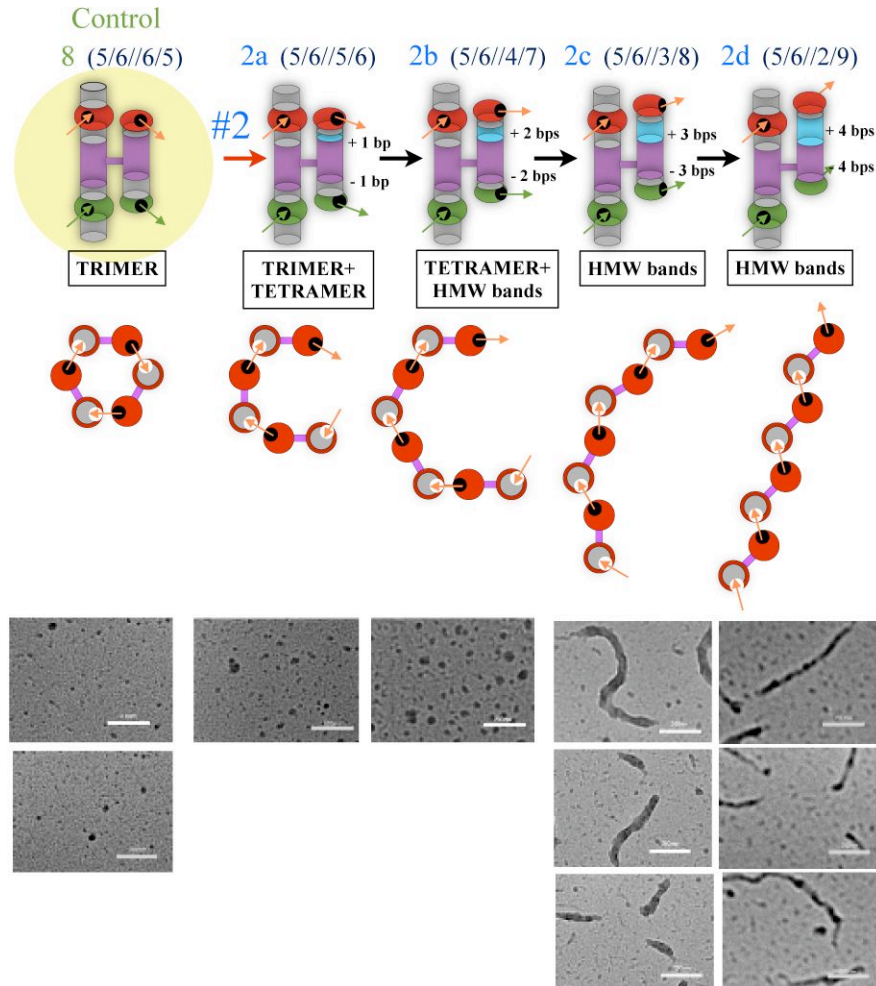 Control
8 (5/6//6/5) 2a (5/6//5/6) 2b (5/6//4/7) 2c (5/6//3/8) 2d (5/6//2/9)
#2
+ 1 bp + 2 bps + 3 bps + 4 bps
- 1 bp - 2 bps - 3 bps - 4 bps
TRIMER
TRIMER+
TETRAMER
TETRAMER+
HMW bands
HMW bands
HMW bands